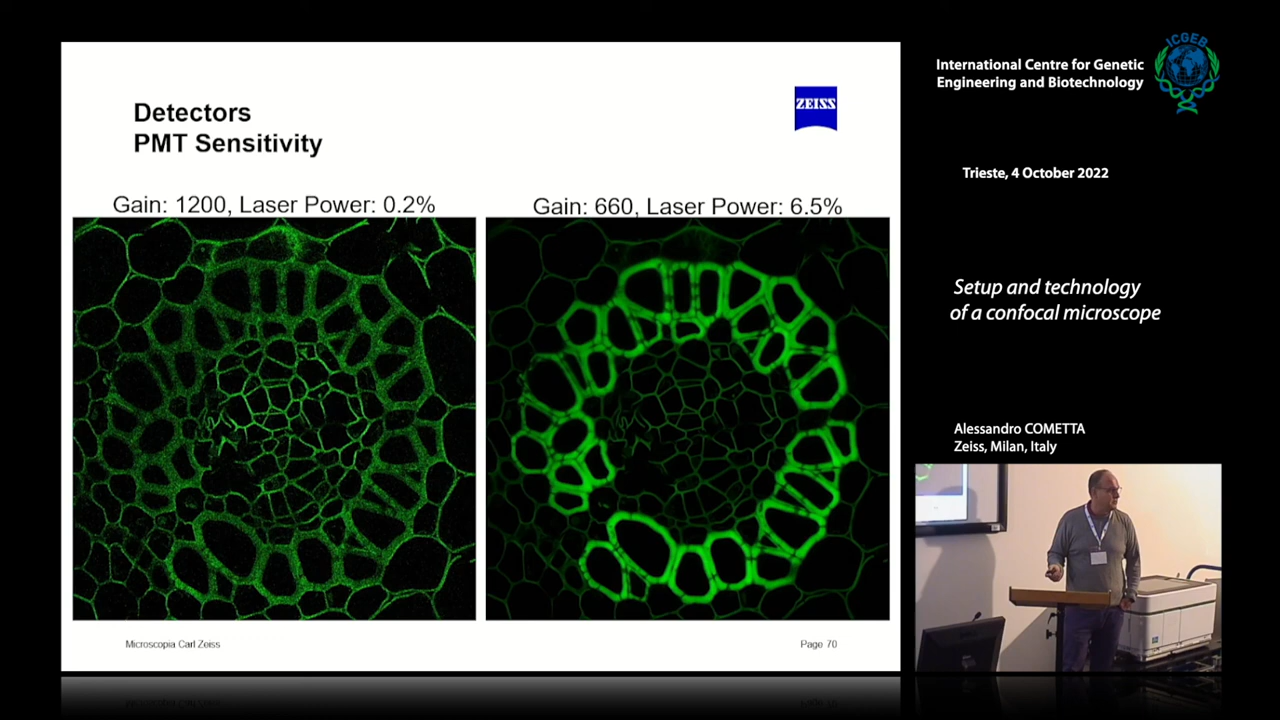 Detectors
PMT Sensitivity
ZEISS
Gain: 1200, Laser Power: 0.2%
Gain: 660, Laser Power: 6.5%
Microscopia Carl Zeiss
Page 70
International Centre for Genetic
Engineering and Biotechnology
ICGEB
Trieste, 4 October 2022
Setup and technology
of a confocal microscope
Alessandro COMETTA
Zeiss, Milan, Italy